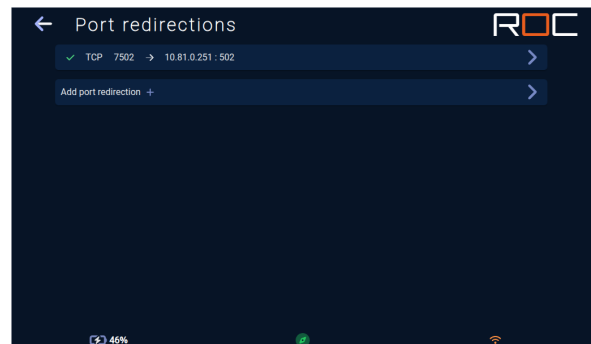 ← Port redirections
ROC
✓ TCP 7502 → 10.81.0.251 : 502
Add port redirection +
46%